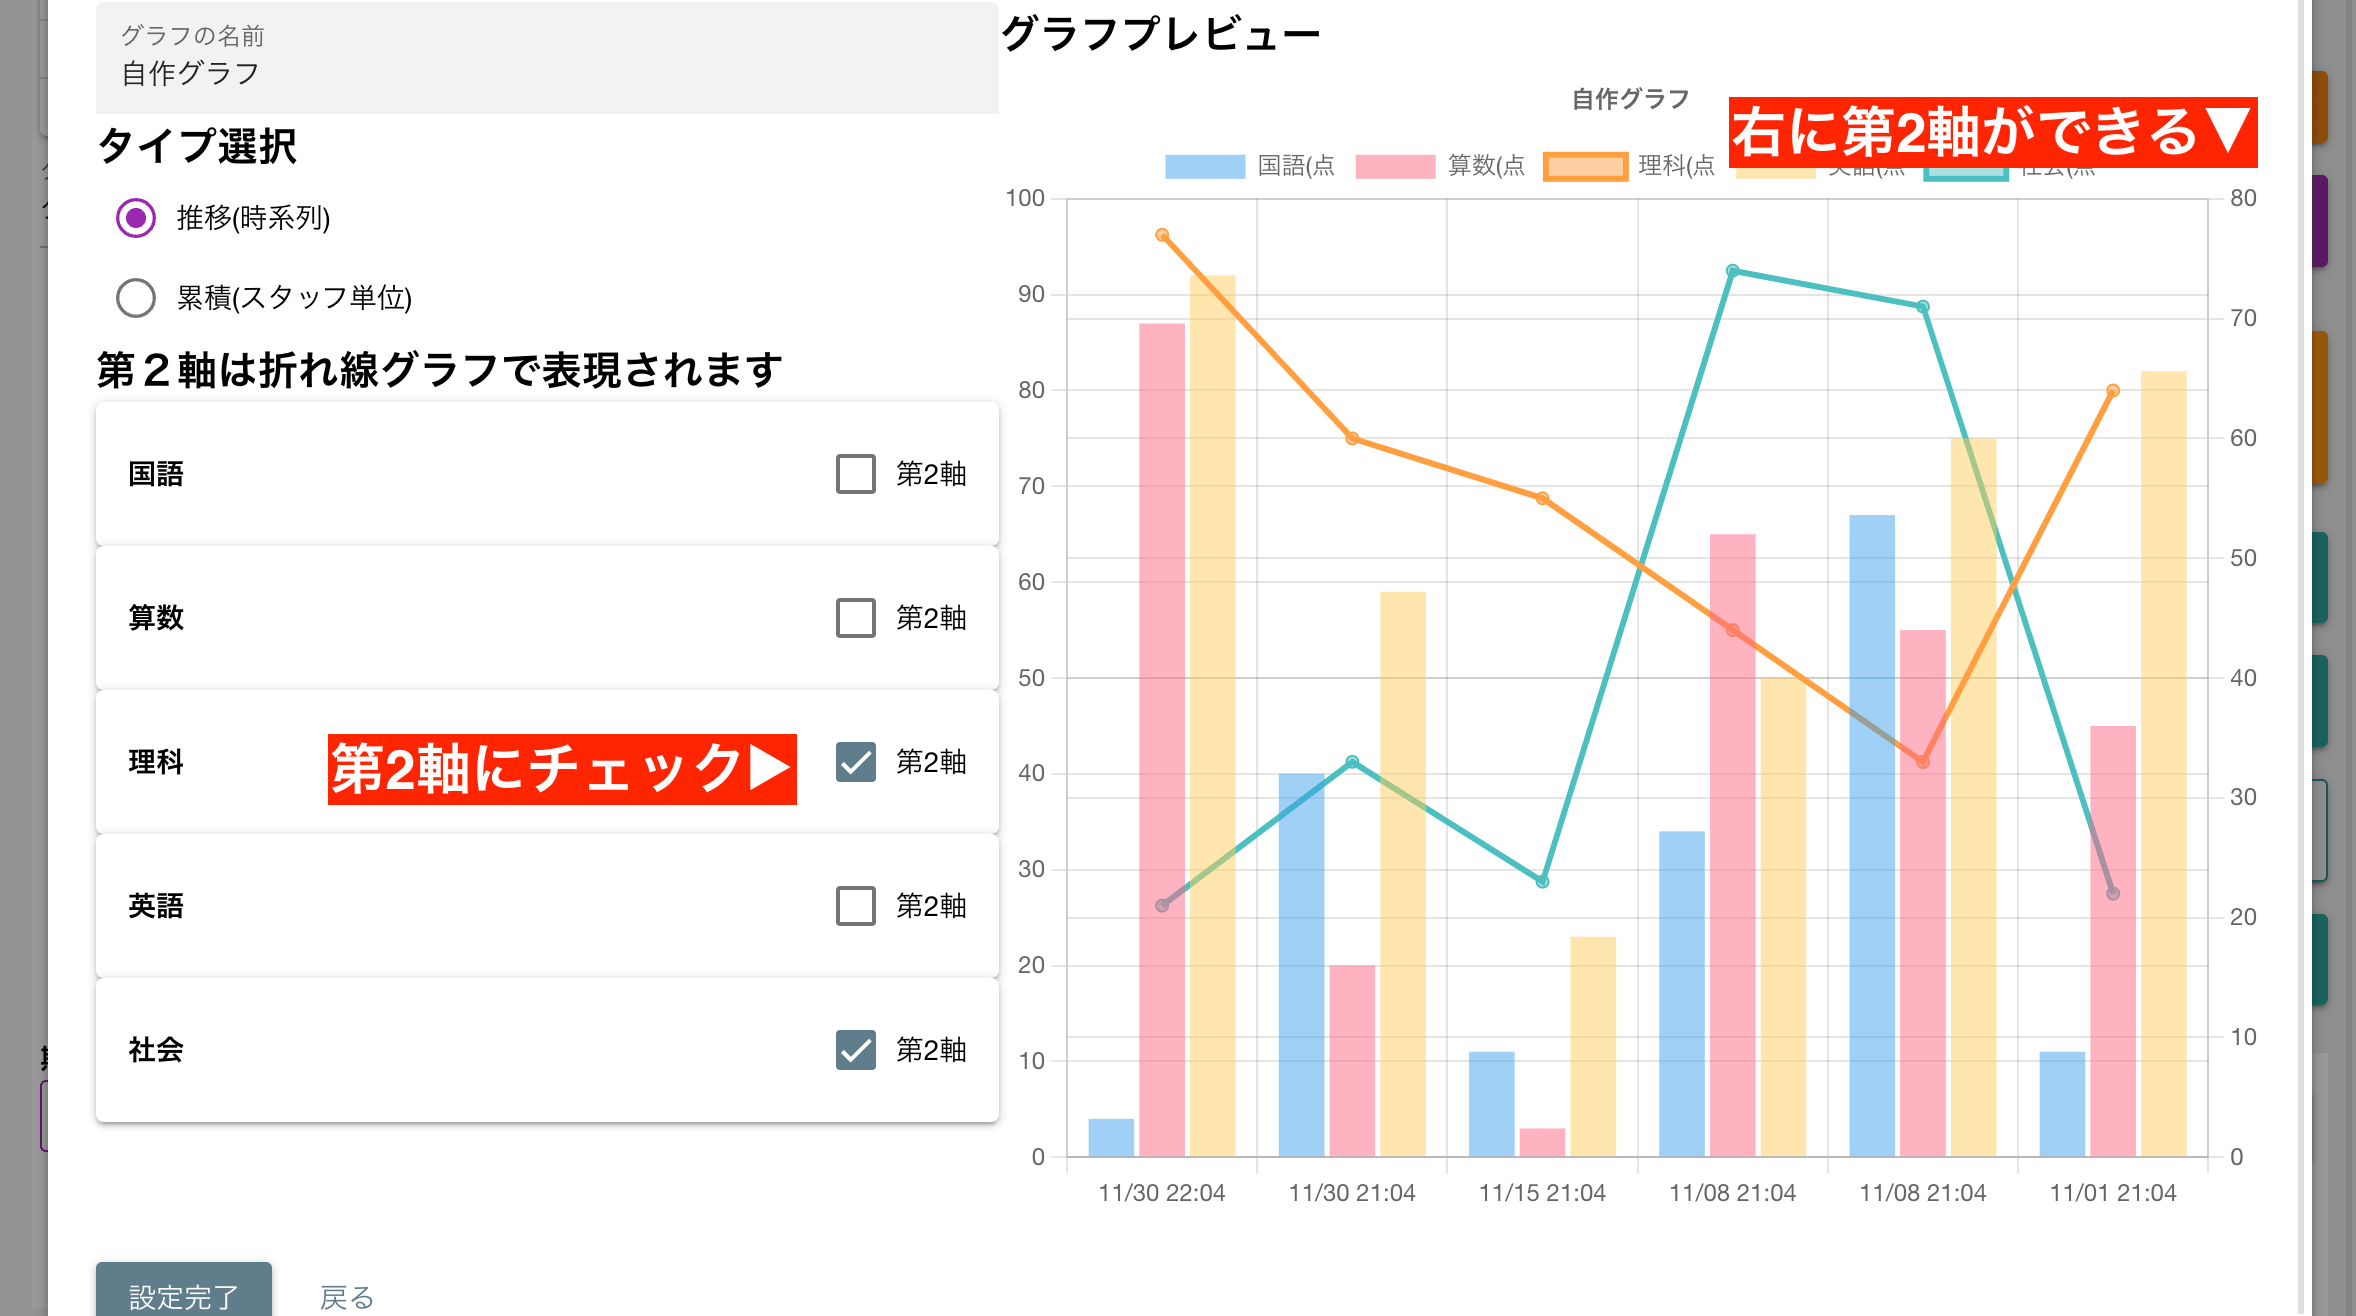 グラフの名前
自作グラフ
タイプ選択
推移(時系列)
累積(スタッフ単位)
第２軸は折れ線グラフで表現されます
国語
第2軸
算数
第2軸
理科
第2軸にチェック▶
第2軸
英語
第2軸
社会
第2軸
設定完了
戻る
グラフプレビュー
自作グラフ
右に第2軸ができる▼
国語(点
算数(点
理科(点
英語(点
社会(点
100
90
80
70
60
50
40
30
20
10
0
80
70
60
50
40
30
20
10
0
11/30 22:04
11/30 21:04
11/15 21:04
11/08 21:04
11/08 21:04
11/01 21:04